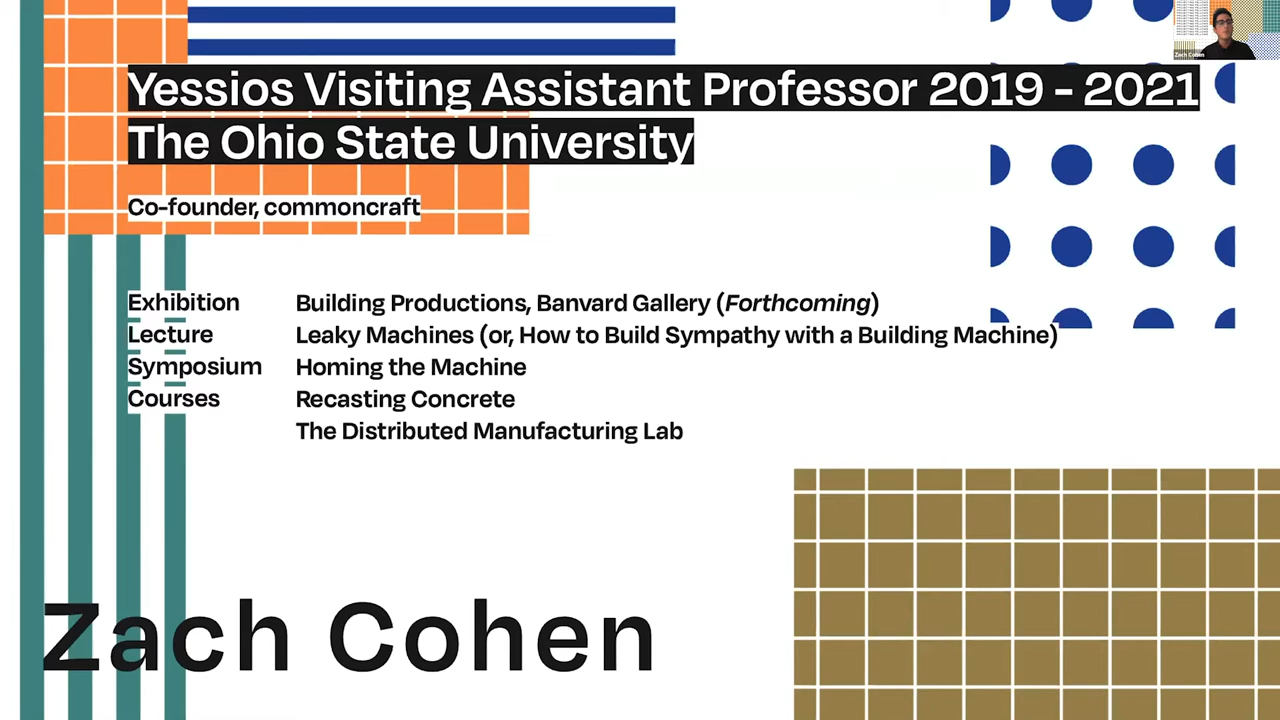 Yessios Visiting Assistant Professor 2019 - 2021
The Ohio State University
Co-founder, commoncraft
Exhibition Building Productions, Banvard Gallery (Forthcoming)
Lecture Leaky Machines (or, How to Build Sympathy with a Building Machine)
Symposium Homing the Machine
Courses Recasting Concrete
The Distributed Manufacturing Lab
Zach Cohen
Zach Cohen